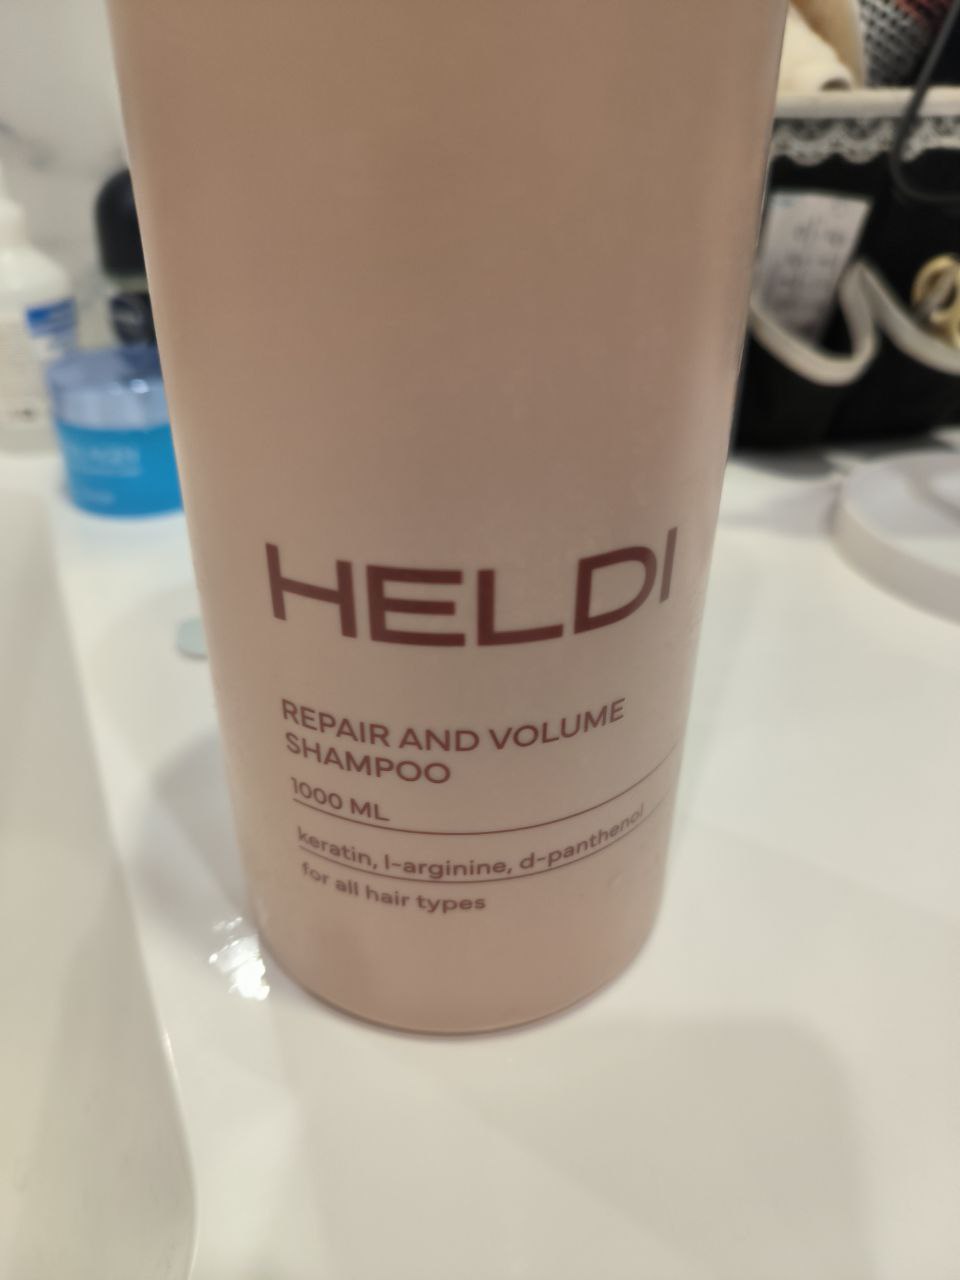 HELDI
REPAIR AND VOLUME
SHAMPOO
1000 ML
keratin, l-arginine, d-panthenol
for all hair types